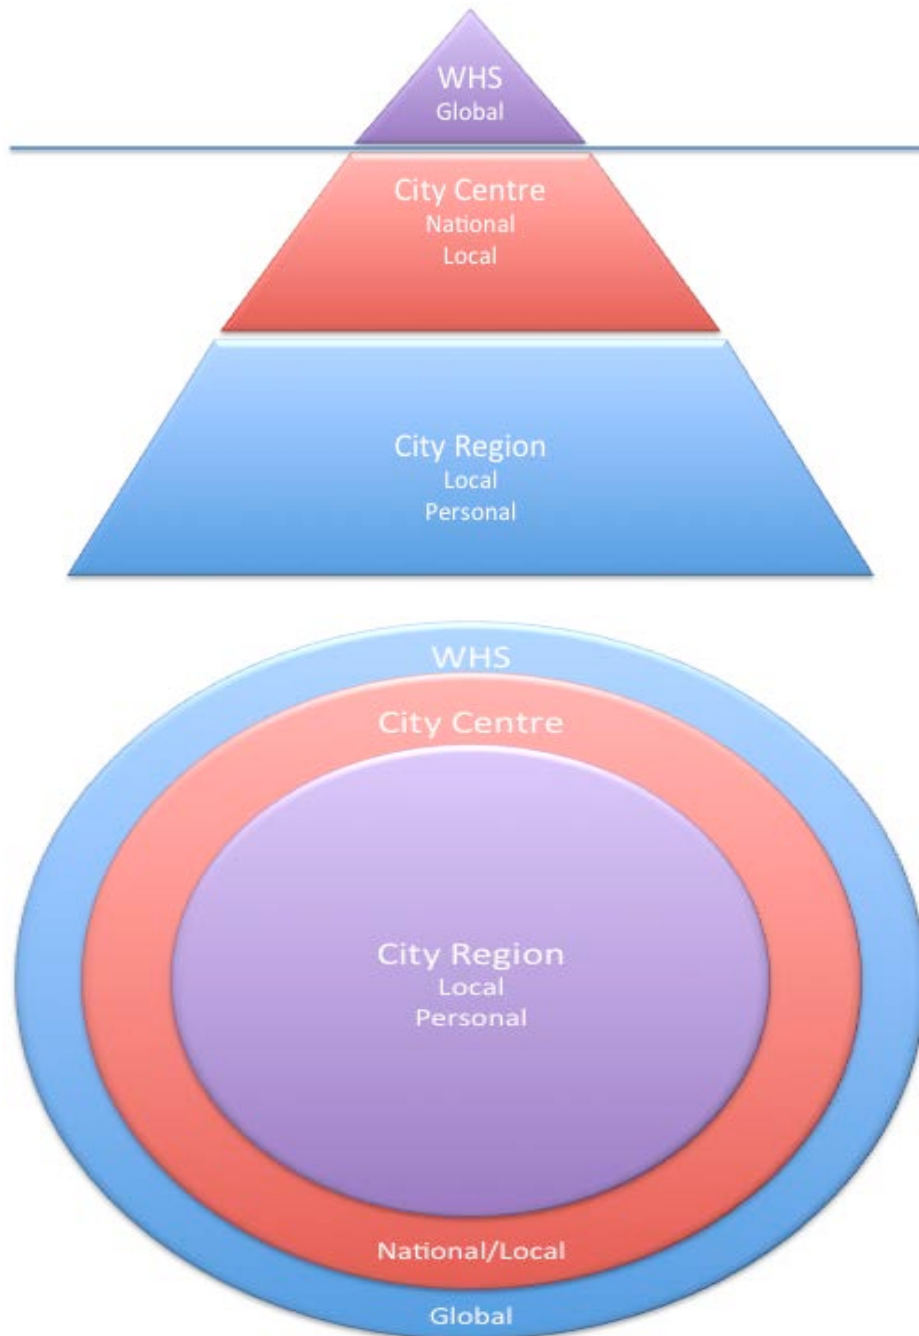 WHS
Global
City Centre
National
Local
City Region
Local
Personal
WHS
City Centre
City Region
Local
Personal
National/Local
Global